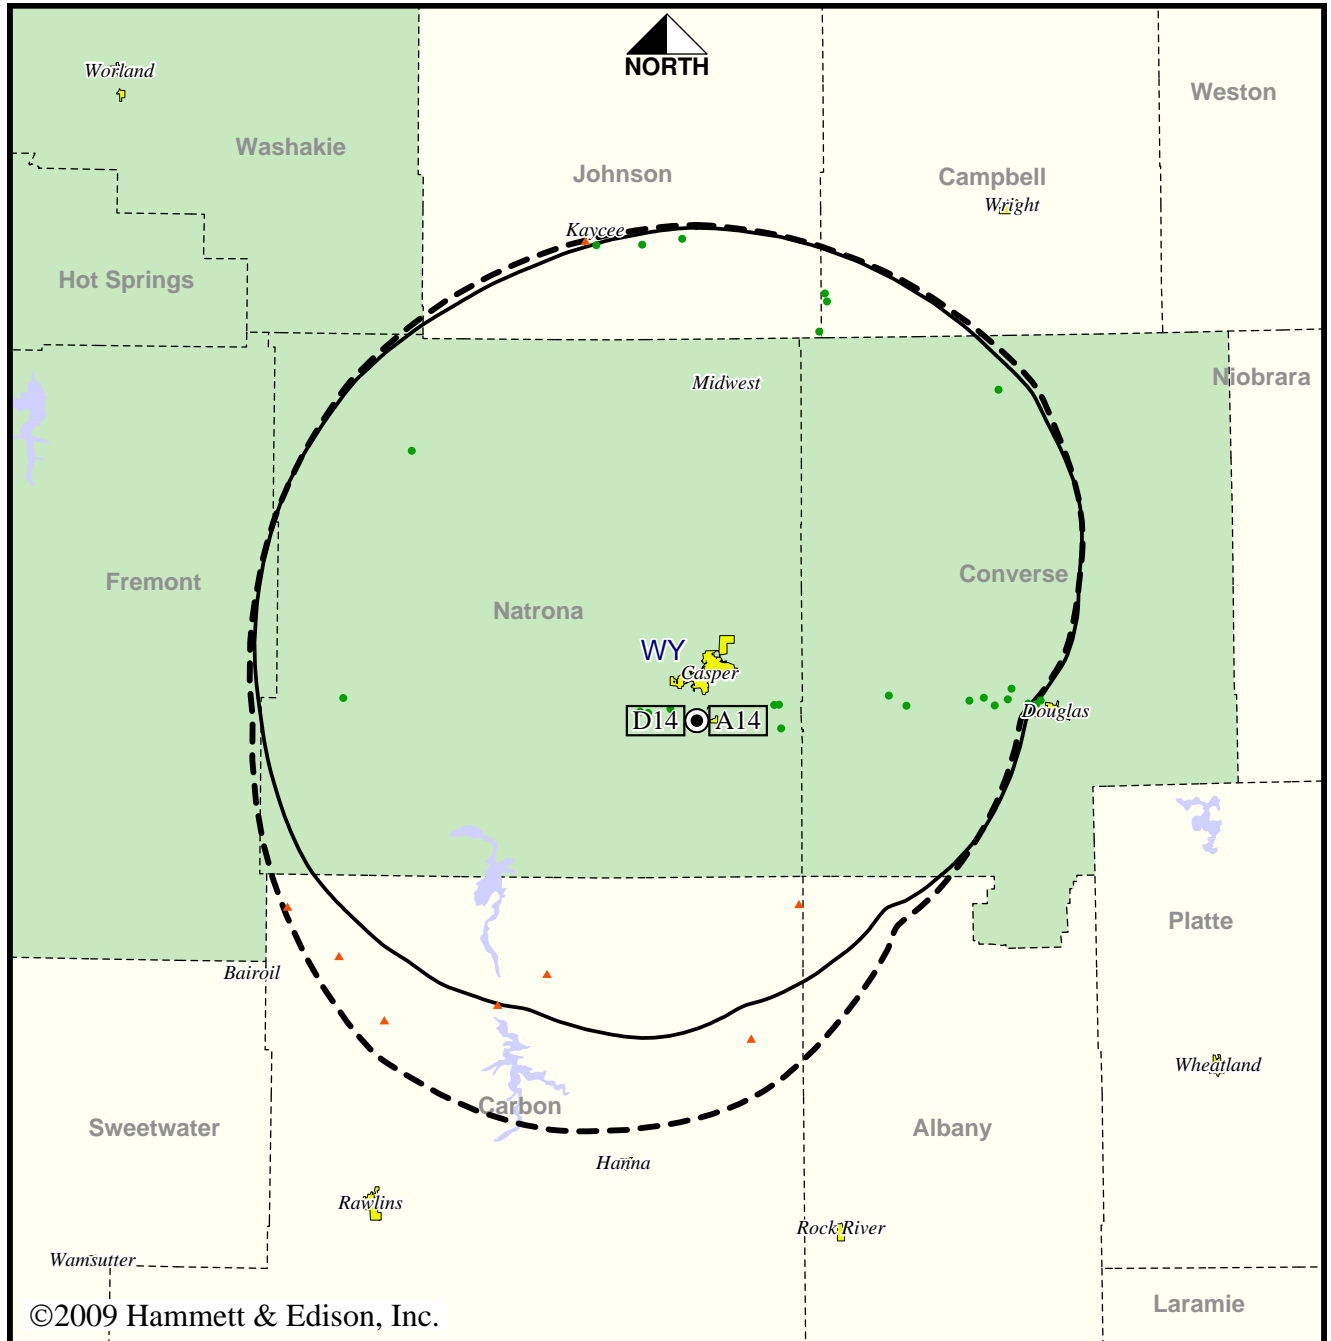 NORTH
Worland
Weston
Washakie
Johnson
Campbell
Wright
Kaycee
Hot Springs
Midwest
Niobrara
Fremont
Converse
Natrona
WY
Casper
D14
A14
Douglas
Platte
Bairoil
Wheatland
Carbon
Sweetwater
Albany
Hanna
Rawlins
Rock River
Wamsutter
Laramie
©2009 Hammett & Edison, Inc.